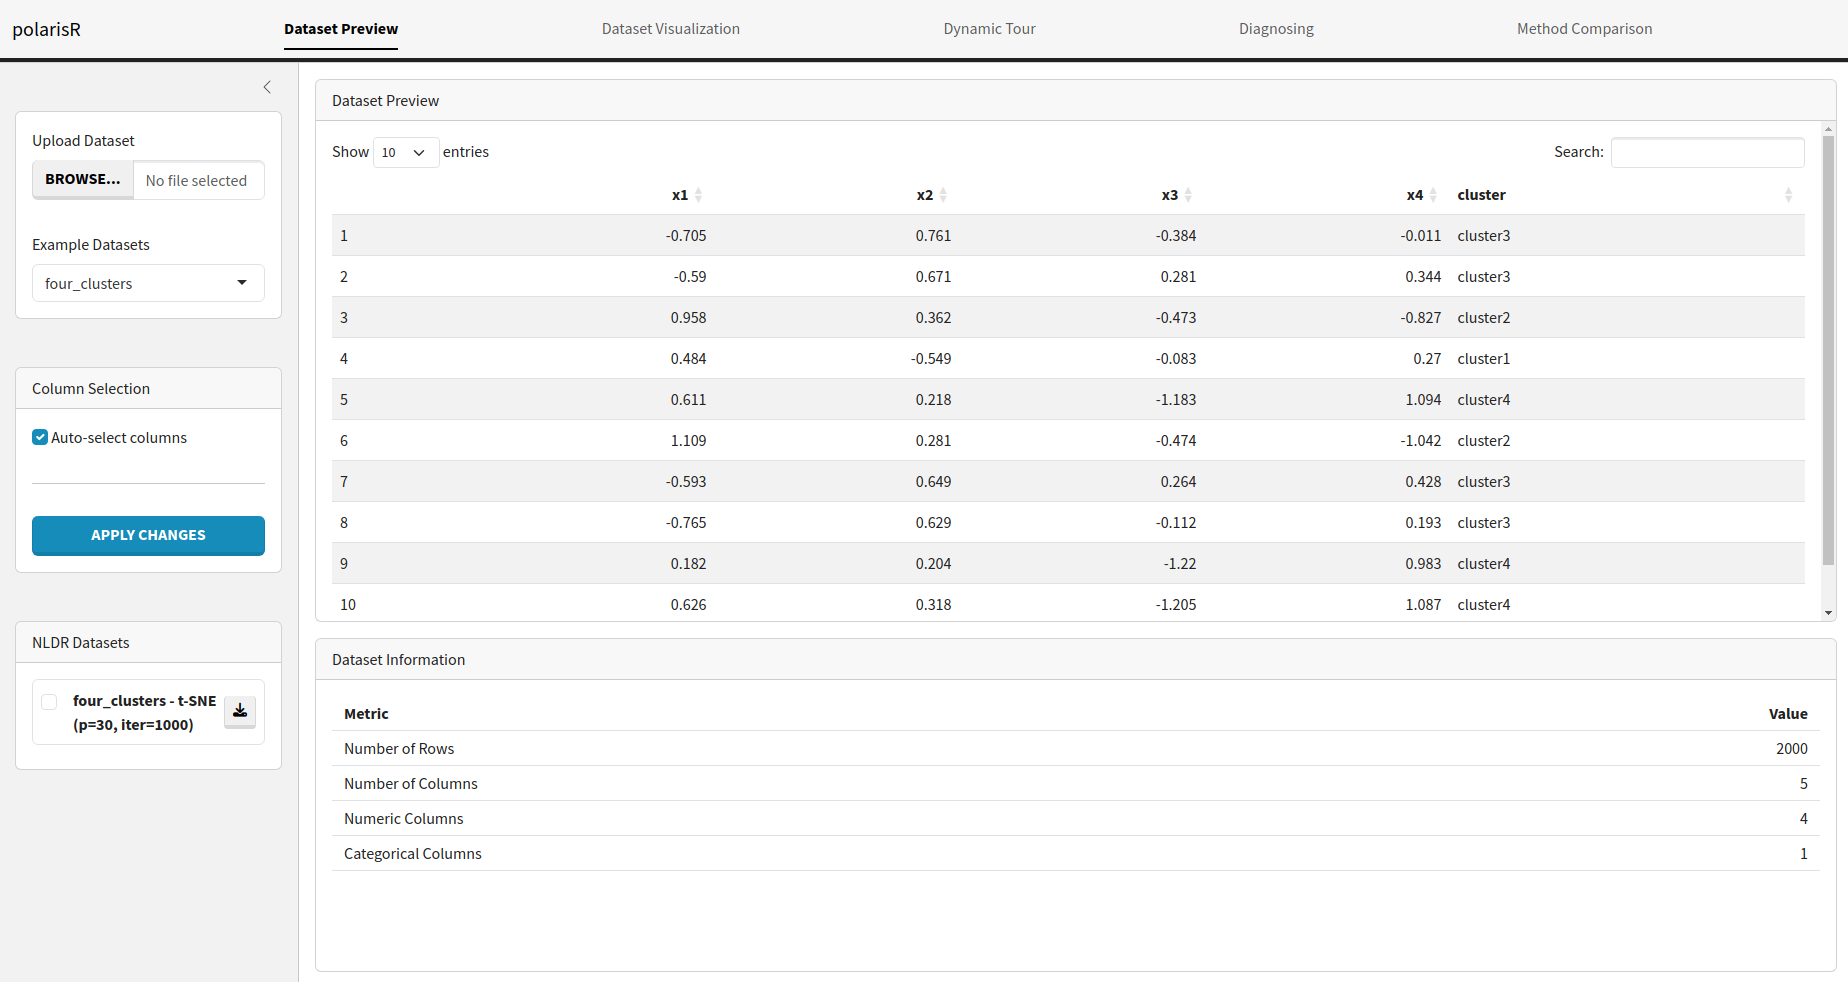 polarisR
Dataset Preview
Dataset Visualization
Dynamic Tour
Diagnosing
Method Comparison
Upload Dataset
BROWSE... No file selected
Example Datasets
four_clusters
Column Selection
Auto-select columns
APPLY CHANGES
NLDR Datasets
four_clusters - t-SNE
(p=30, iter=1000)
Dataset Preview
Show 10 entries
Search:
x1 x2 x3 x4 cluster
1 -0.705 0.761 -0.384 -0.011 cluster3
2 -0.59 0.671 0.281 0.344 cluster3
3 0.958 0.362 -0.473 -0.827 cluster2
4 0.484 -0.549 -0.083 0.27 cluster1
5 0.611 0.218 -1.183 1.094 cluster4
6 1.109 0.281 -0.474 -1.042 cluster2
7 -0.593 0.649 0.264 0.428 cluster3
8 -0.765 0.629 -0.112 0.193 cluster3
9 0.182 0.204 -1.22 0.983 cluster4
10 0.626 0.318 -1.205 1.087 cluster4
Dataset Information
Metric Value
Number of Rows 2000
Number of Columns 5
Numeric Columns 4
Categorical Columns 1